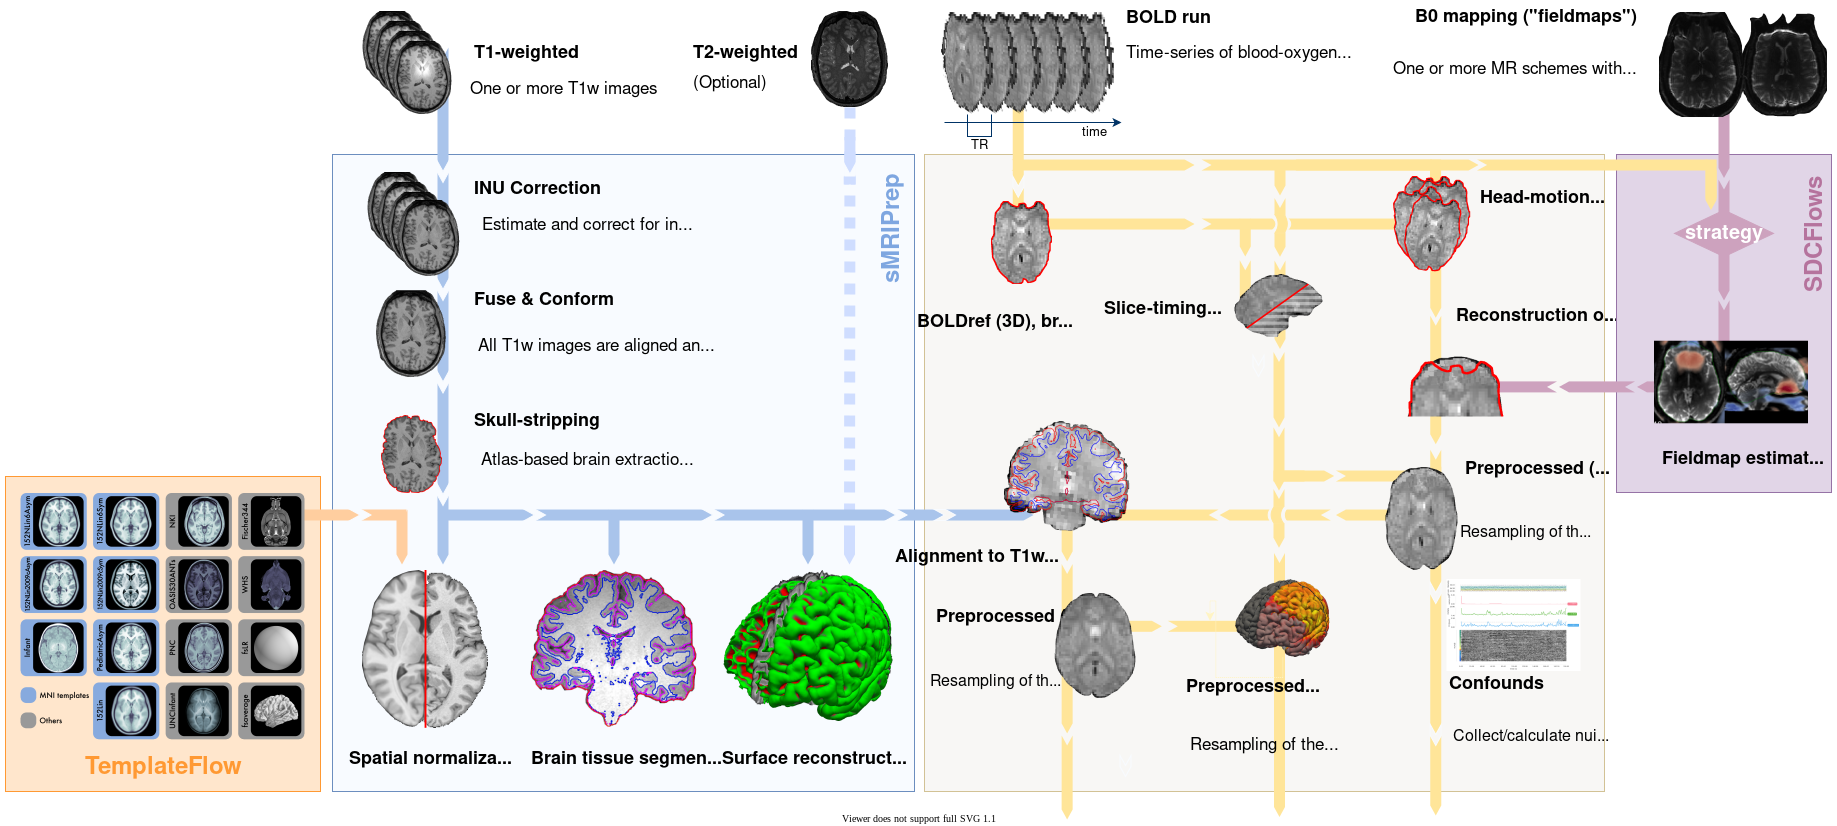 T1-weighted
One or more T1w images
T2-weighted
(Optional)
BOLD run
Time-series of blood-oxygen...
time
TR
B0 mapping ("fieldmaps")
One or more MR schemes with...
sMRIPrep
INU Correction
Estimate and correct for in...
Fuse & Conform
All T1w images are aligned an...
Skull-stripping
Atlas-based brain extractio...
Spatial normaliza...
Brain tissue segmen...
Surface reconstruct...
BOLDref (3D), br...
Slice-timing...
Head-motion...
Reconstruction o...
Preprocessed (...
Resampling of th...
Alignment to T1w...
Preprocessed (
Resampling of th...
Preprocessed...
Resampling of the...
Confounds
Collect/calculate nui...
SDCFlows
strategy
Fieldmap estimat...
152NLin6Asym
152NLin6Sym
NKI
Fischer344
152NLin2009cAsym
152NLin2009cSym
OASIS30ANTs
WHS
Infant
PediatricAsym
PNC
fsLR
MNI templates
Others
152Lin
UNCInfant
fsaverage
TemplateFlow
Viewer does not support full SVG 1.1